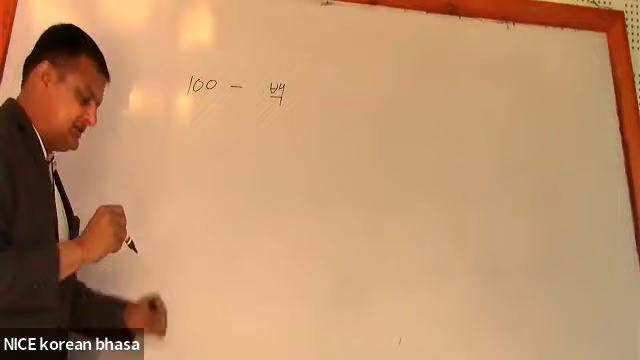 100 — 백
NICE korean bhasa